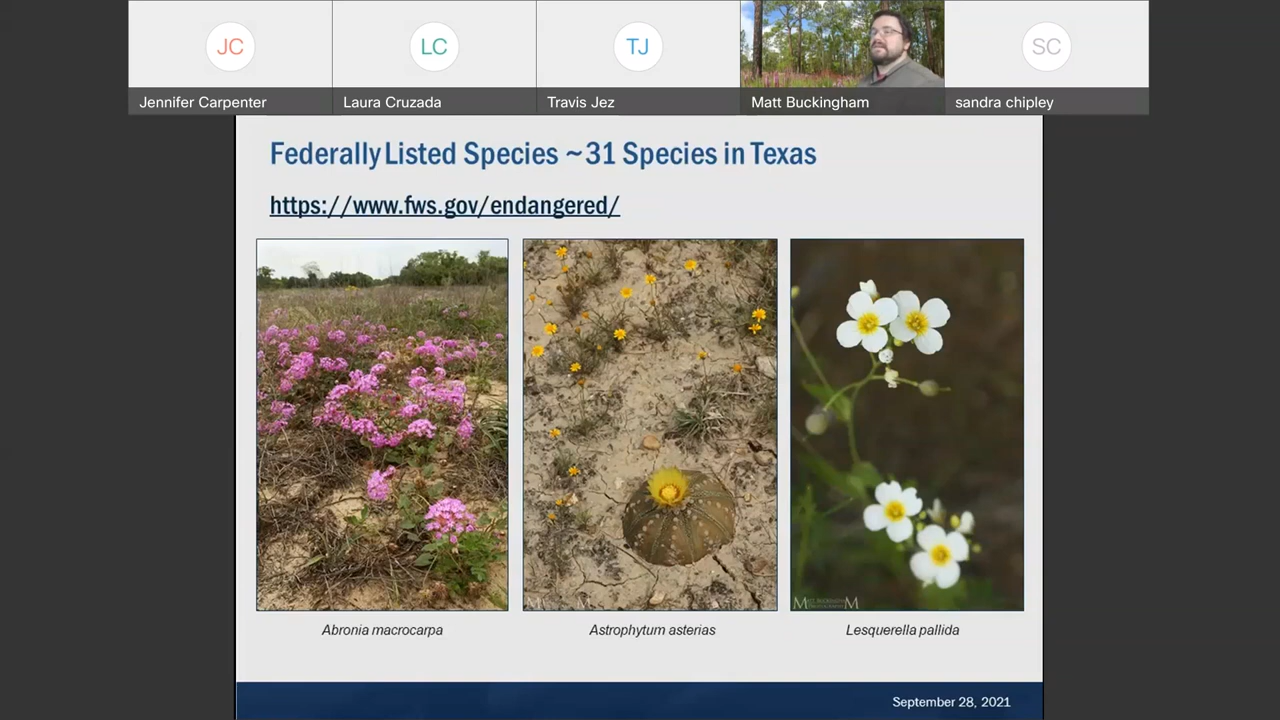 JC
LC
TJ
SC
Jennifer Carpenter
Laura Cruzada
Travis Jez
Matt Buckingham
sandra chipley
Federally Listed Species ~31 Species in Texas
https://www.fws.gov/endangered/
Abronia macrocarpa
Astrophytum asterias
Lesquerella pallida
September 28, 2021